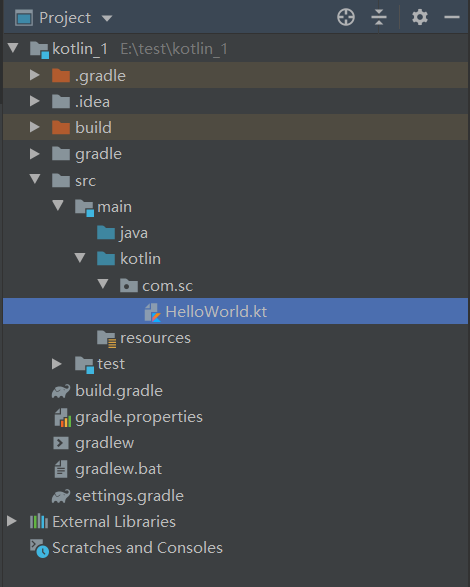 Project
kotlin_1 E:\test\kotlin_1
.gradle
.idea
build
gradle
src
main
java
kotlin
com.sc
HelloWorld.kt
resources
test
build.gradle
gradle.properties
gradlew
gradlew.bat
settings.gradle
External Libraries
Scratches and Consoles